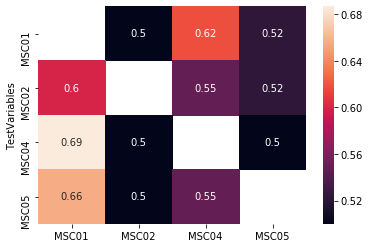 TestVariables
MSC01
MSC02
MSC04
MSC05
0.5 0.62 0.52
0.6 0.55 0.52
0.69 0.5 0.5
0.66 0.5 0.55
MSC01 MSC02 MSC04 MSC05
0.68
0.64
0.60
0.56
0.52